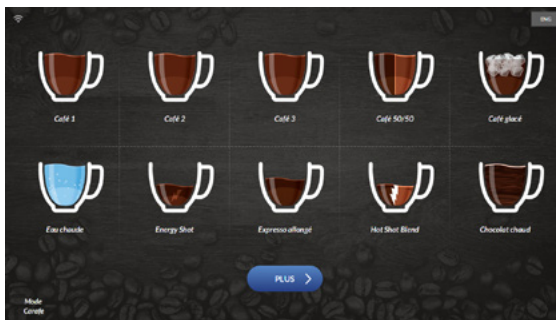 ENG
Café 1
Café 2
Café 3
Café 50/50
Café glacé
Eau chaude
Energy Shot
Expresso allongé
Hot Shot Blend
Chocolat chaud
PLUS
Mode
Carafe